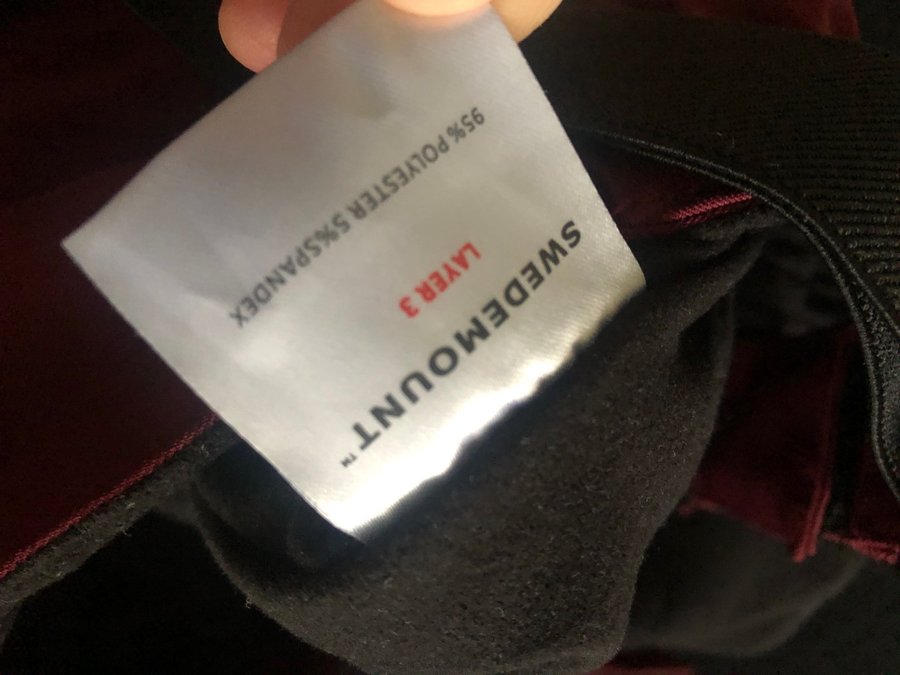 SWEDEMOUNT™
LAYER 3
95% POLYESTER 5%SPANDEX